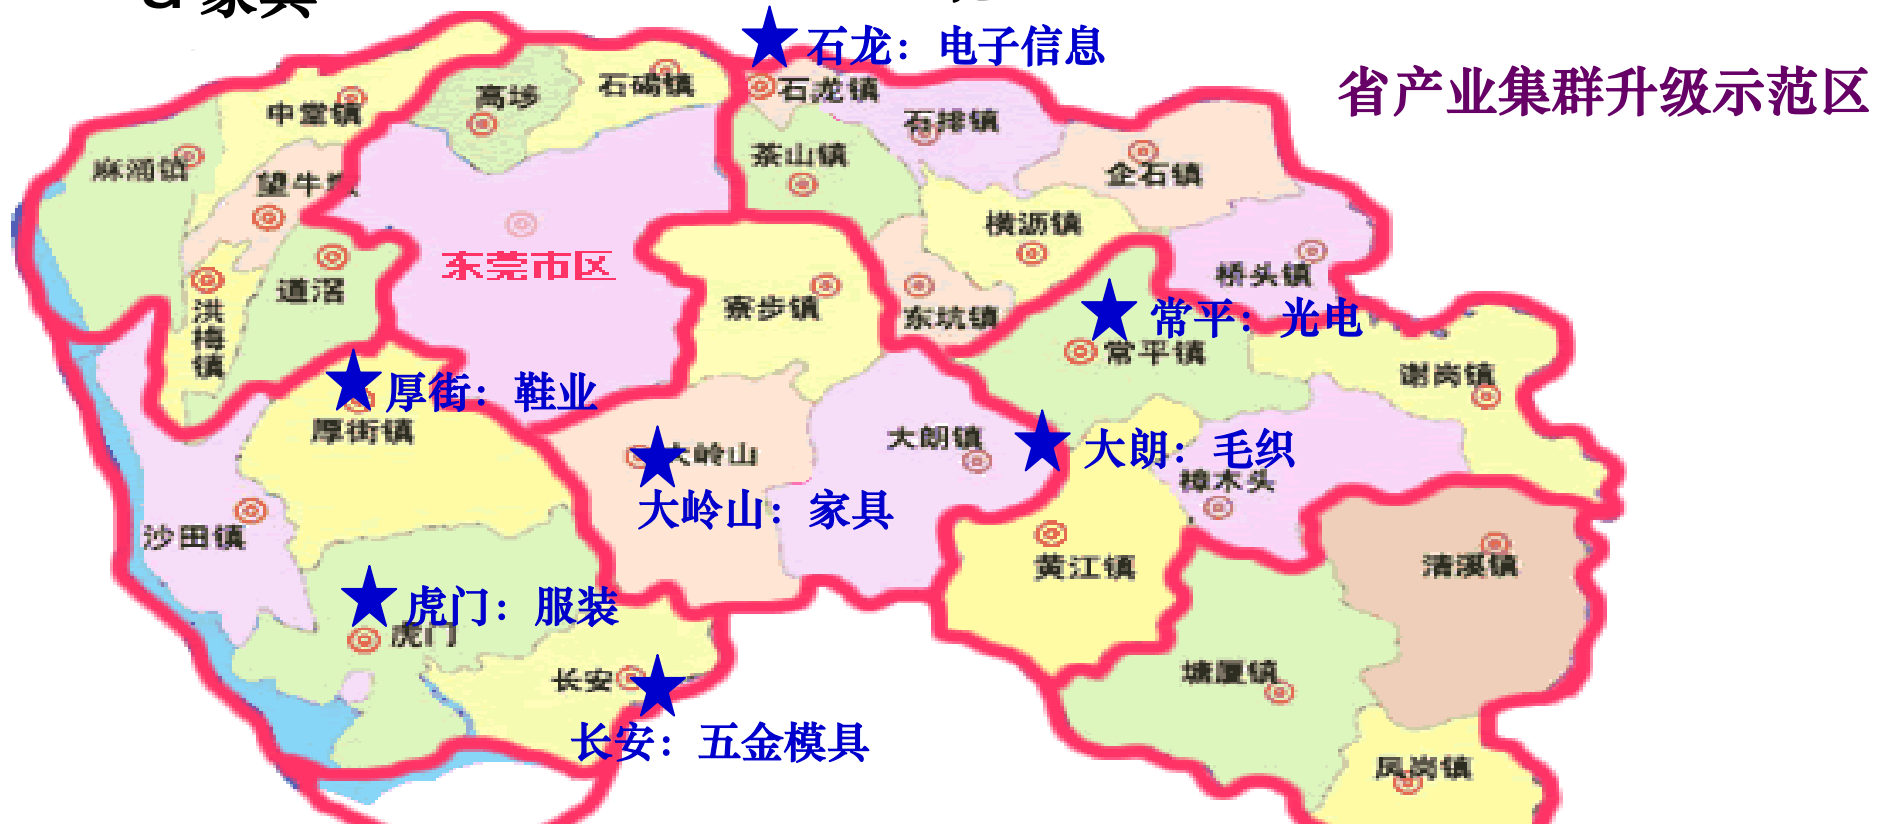 家具
石龙：电子信息
省产业集群升级示范区
石碣镇
高埗
石龙镇
中堂镇
石排镇
茶山镇
麻涌镇
企石镇
望牛墩
横沥镇
东莞市区
桥头镇
道滘
洪梅镇
寮步镇
东坑镇
常平：光电
常平镇
谢岗镇
厚街：鞋业
厚街镇
大朗镇
大朗：毛织
大岭山
樟木头
大岭山：家具
沙田镇
黄江镇
清溪镇
虎门：服装
虎门
长安
塘厦镇
长安：五金模具
凤岗镇